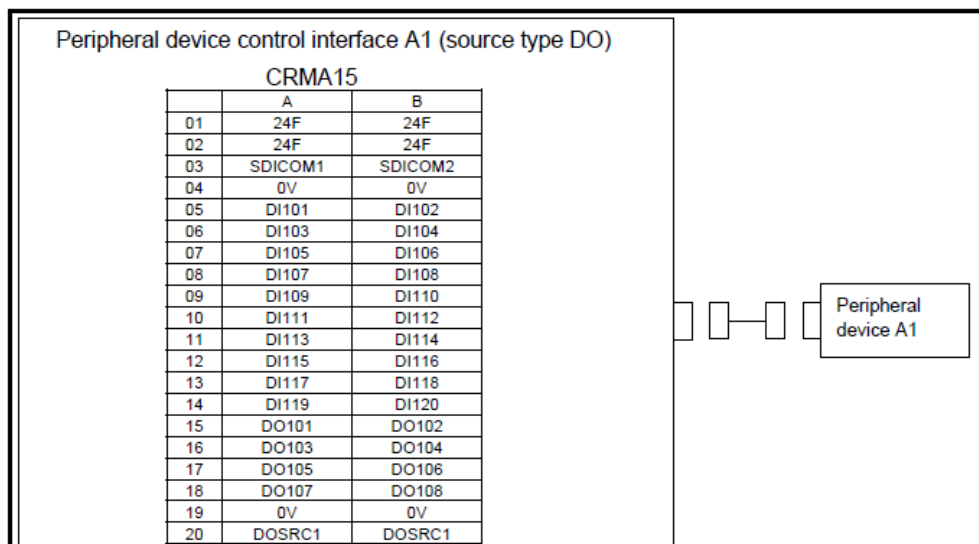 Peripheral device control interface A1 (source type DO)
CRMA15
A B
01 24F 24F
02 24F 24F
03 SDICOM1 SDICOM2
04 0V 0V
05 DI101 DI102
06 DI103 DI104
07 DI105 DI106
08 DI107 DI108
09 DI109 DI110
10 DI111 DI112
11 DI113 DI114
12 DI115 DI116
13 DI117 DI118
14 DI119 DI120
15 DO101 DO102
16 DO103 DO104
17 DO105 DO106
18 DO107 DO108
19 0V 0V
20 DOSRC1 DOSRC1
Peripheral
device A1